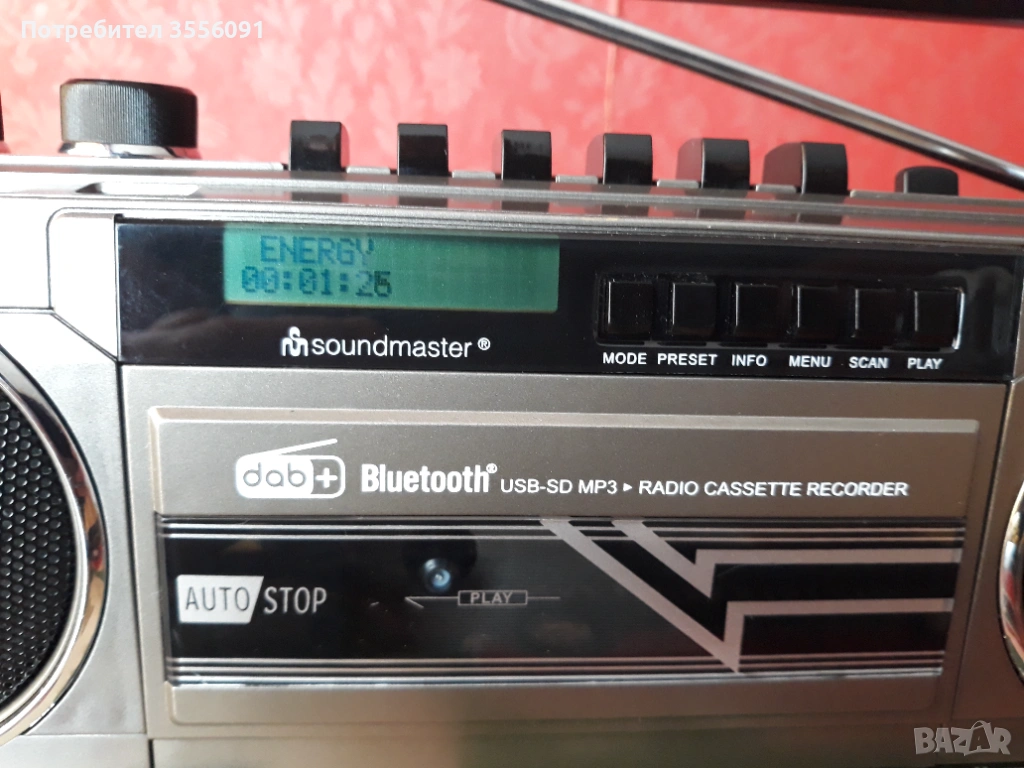 Потребител 3556091
ENERGY
00:01:25
soundmaster®
MODE PRESET INFO MENU SCAN PLAY
dab+ Bluetooth® USB-SD MP3 ▸ RADIO CASSETTE RECORDER
AUTO STOP
PLAY
BAZAR